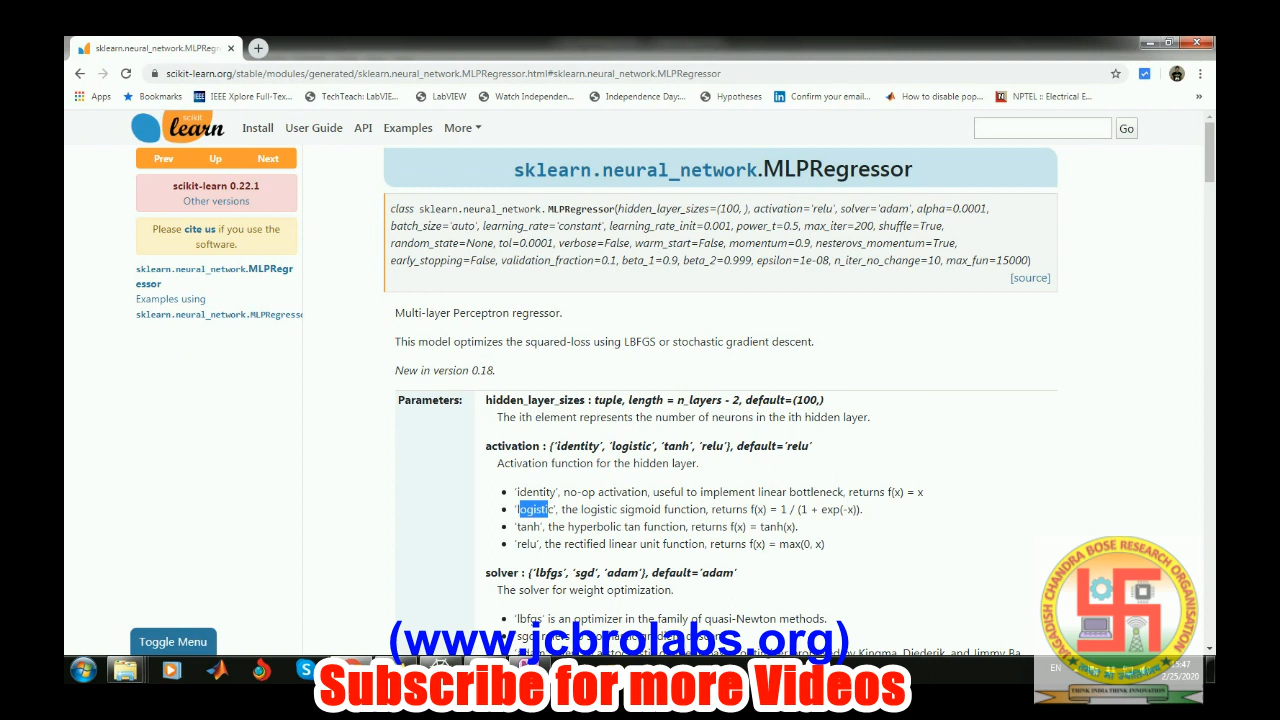 sklearn.neural_network.MLPRegr
scikit-learn.org/stable/modules/generated/sklearn.neural_network.MLPRegressor.html#sklearn.neural_network.MLPRegressor
Apps Bookmarks IEEE Xplore Full-Tex... TechTeach: LabVIE... LabVIEW Watch Independen... Independence Day:... Hypotheses Confirm your email... How to disable pop... NPTEL :: Electrical E... »
scikit
learn Install User Guide API Examples More Go
Prev Up Next
scikit-learn 0.22.1
Other versions
Please cite us if you use the
software.
sklearn.neural_network.MLPRegr
essor
Examples using
sklearn.neural_network.MLPRegresso
sklearn.neural_network.MLPRegressor
class sklearn.neural_network.MLPRegressor(hidden_layer_sizes=(100, ), activation='relu', solver='adam', alpha=0.0001,
batch_size='auto', learning_rate='constant', learning_rate_init=0.001, power_t=0.5, max_iter=200, shuffle=True,
random_state=None, tol=0.0001, verbose=False, warm_start=False, momentum=0.9, nesterovs_momentum=True,
early_stopping=False, validation_fraction=0.1, beta_1=0.9, beta_2=0.999, epsilon=1e-08, n_iter_no_change=10, max_fun=15000)
[source]
Multi-layer Perceptron regressor.
This model optimizes the squared-loss using LBFGS or stochastic gradient descent.
New in version 0.18.
Parameters:
hidden_layer_sizes : tuple, length = n_layers - 2, default=(100,)
The ith element represents the number of neurons in the ith hidden layer.
activation : {'identity', 'logistic', 'tanh', 'relu'}, default='relu'
Activation function for the hidden layer.
• 'identity', no-op activation, useful to implement linear bottleneck, returns f(x) = x
• 'logistic', the logistic sigmoid function, returns f(x) = 1 / (1 + exp(-x)).
• 'tanh', the hyperbolic tan function, returns f(x) = tanh(x).
• 'relu', the rectified linear unit function, returns f(x) = max(0, x)
solver : {'lbfgs', 'sgd', 'adam'}, default='adam'
The solver for weight optimization.
• 'lbfgs' is an optimizer in the family of quasi-Newton methods.
Kingma, Diederik, and Jimmy Ba
Toggle Menu
(www.jcbrolabs.org)
Subscribe for more Videos
EN
2/25/2020
JAGADISH CHANDRA BOSE RESEARCH ORGANISATION
THINK INDIA THINK INNOVATION